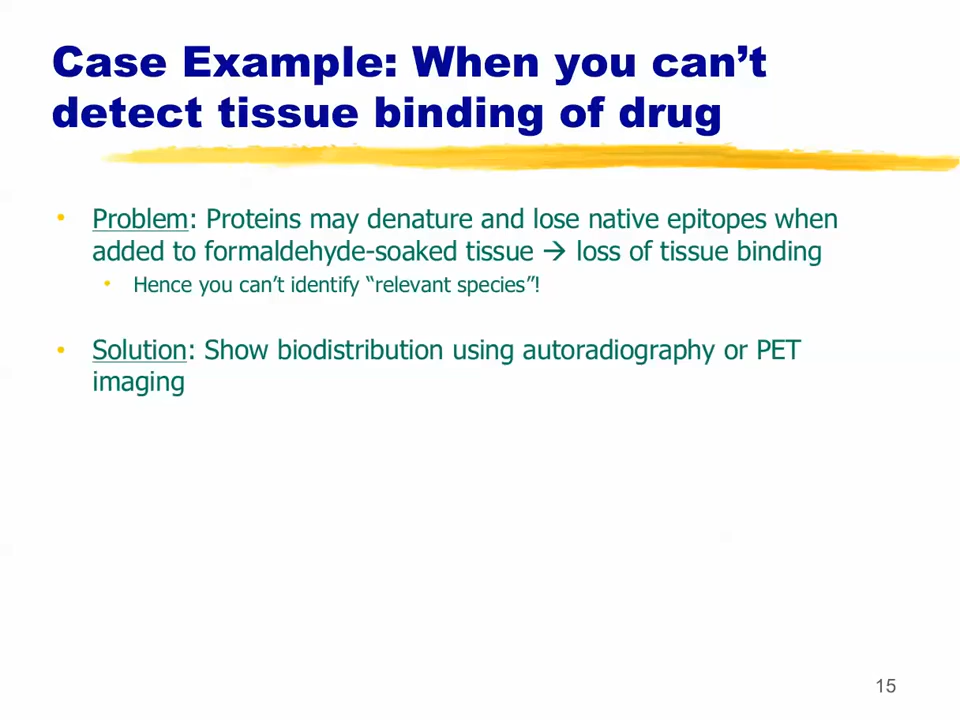 Case Example: When you can’t
detect tissue binding of drug
• Problem: Proteins may denature and lose native epitopes when
added to formaldehyde-soaked tissue → loss of tissue binding
• Hence you can’t identify “relevant species”!
• Solution: Show biodistribution using autoradiography or PET
imaging
15